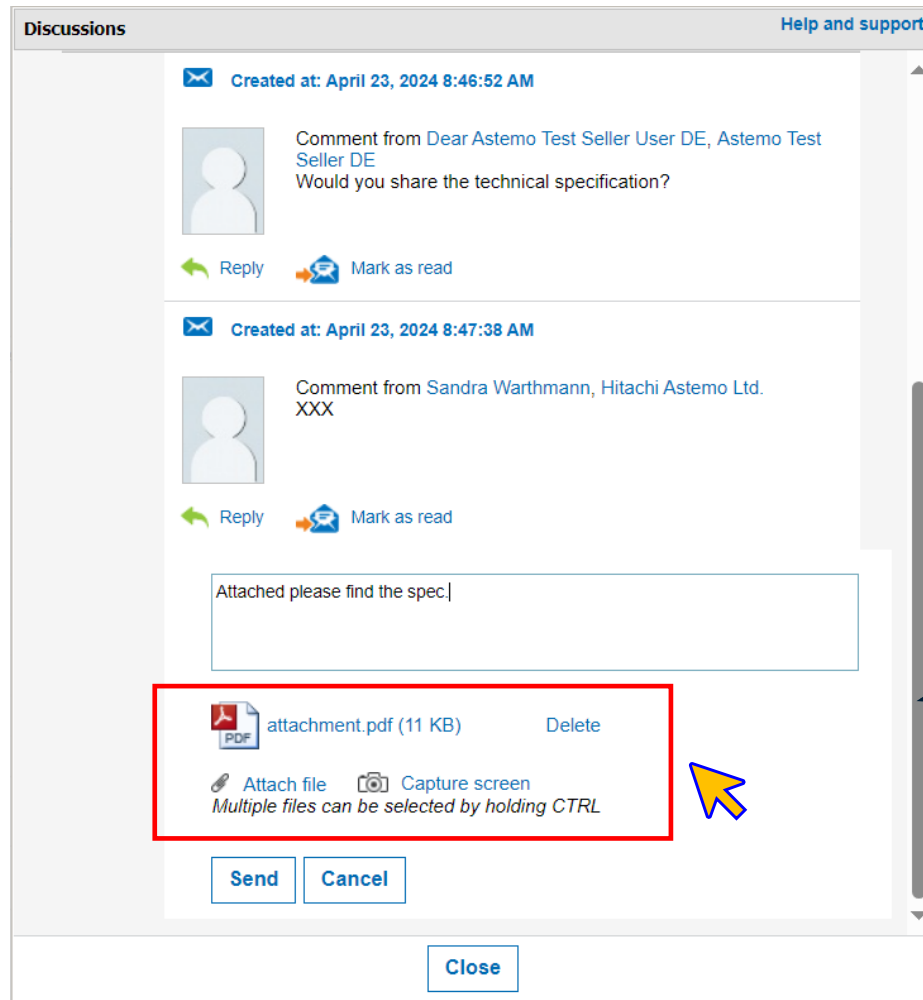 Discussions
Help and support
Created at: April 23, 2024 8:46:52 AM
Comment from Dear Astemo Test Seller User DE, Astemo Test
Seller DE
Would you share the technical specification?
Reply
Mark as read
Created at: April 23, 2024 8:47:38 AM
Comment from Sandra Warthmann, Hitachi Astemo Ltd.
XXX
Reply
Mark as read
Attached please find the spec.
PDF
attachment.pdf (11 KB)
Delete
Attach file
Capture screen
Multiple files can be selected by holding CTRL
Send
Cancel
Close